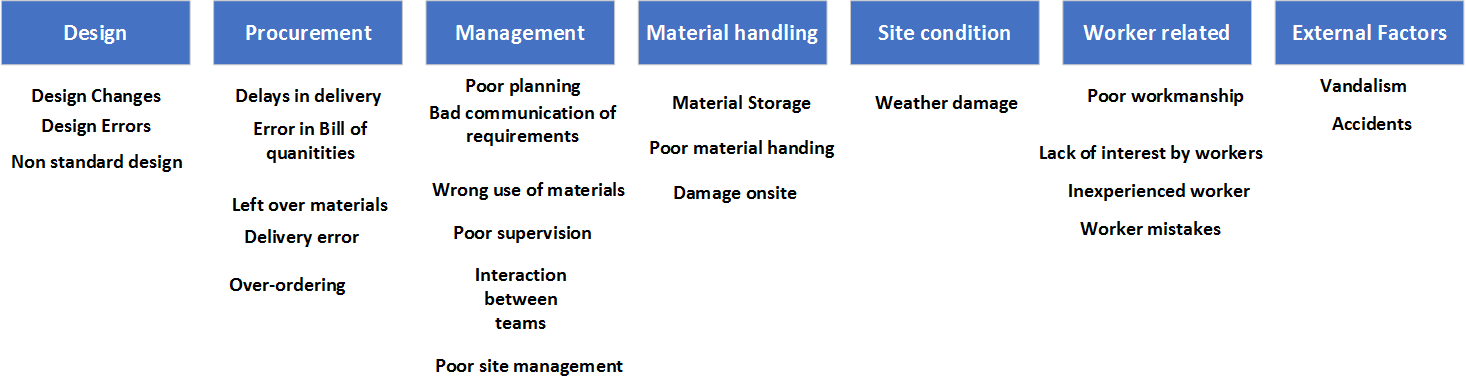 Design
Procurement
Management
Material handling
Site condition
Worker related
External Factors
Design Changes
Design Errors
Non standard design
Delays in delivery
Error in Bill of
quanitities
Left over materials
Delivery error
Over-ordering
Poor planning
Bad communication of
requirements
Wrong use of materials
Poor supervision
Interaction
between
teams
Poor site management
Material Storage
Poor material handing
Damage onsite
Weather damage
Poor workmanship
Lack of interest by workers
Inexperienced worker
Worker mistakes
Vandalism
Accidents